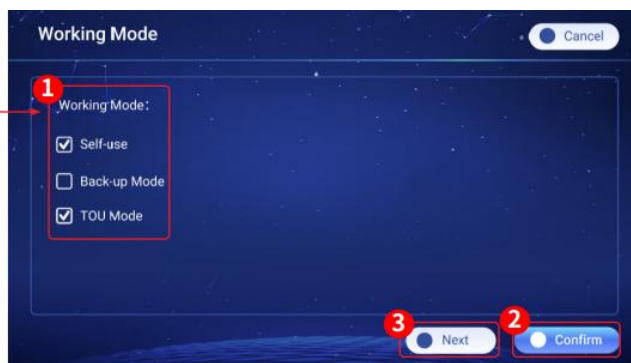 Working Mode
Cancel
1
Working Mode:
Self-use
Back-up Mode
TOU Mode
3
Next
2
Confirm